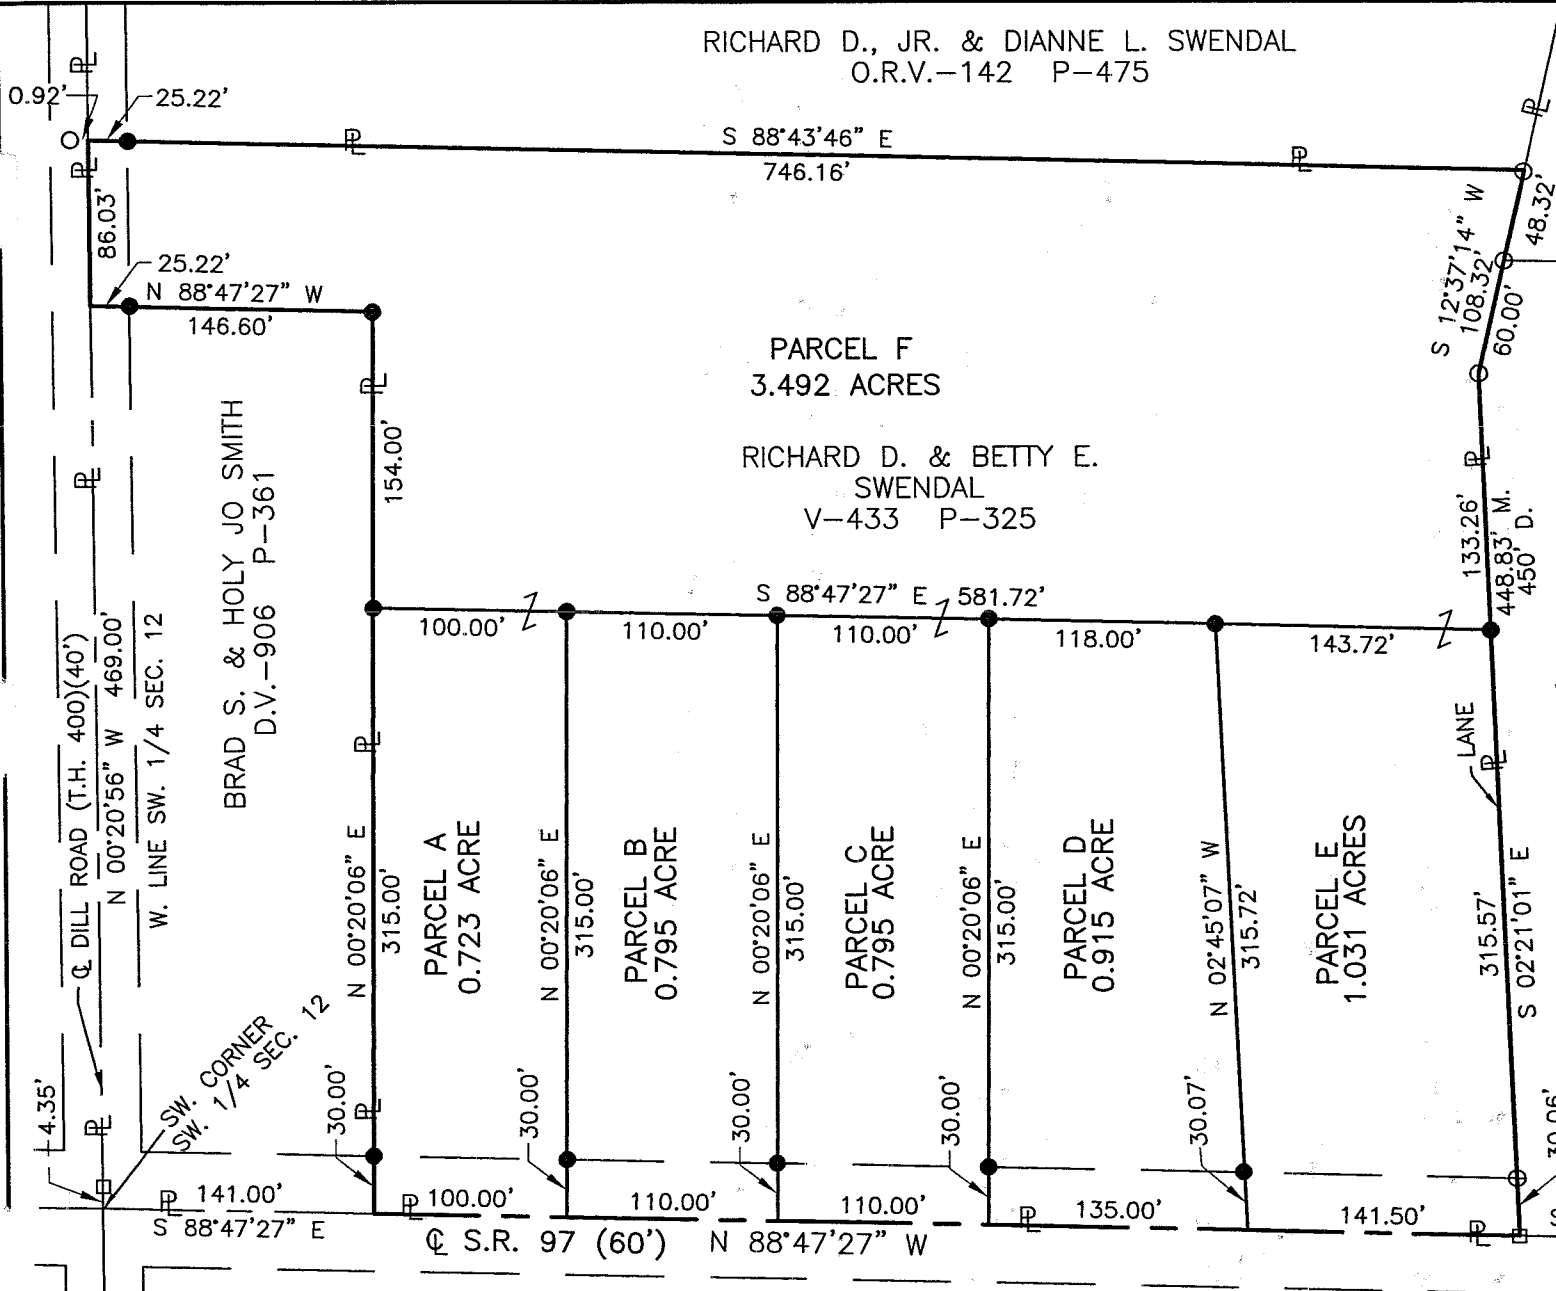 RICHARD D., JR. & DIANNE L. SWENDAL
O.R.V.-142 P-475
0.92'
25.22'
S 88°43'46" E
746.16'
86.03'
25.22'
N 88°47'27" W
146.60'
S 12°37'14" W
108.32'
48.32'
60.00'
PARCEL F
3.492 ACRES
RICHARD D. & BETTY E.
SWENDAL
V-433 P-325
154.00'
BRAD S. & HOLY JO SMITH
D.V.-906 P-361
133.26'
448.83' M.
450' D.
S 88°47'27" E 581.72'
100.00'
110.00'
110.00'
118.00'
143.72'
℄ DILL ROAD (T.H. 400)(40')
N 00°20'56" W 469.00'
W. LINE SW. 1/4 SEC. 12
N 00°20'06" E
315.00'
PARCEL A
0.723 ACRE
N 00°20'06" E
315.00'
PARCEL B
0.795 ACRE
N 00°20'06" E
315.00'
PARCEL C
0.795 ACRE
N 00°20'06" E
315.00'
PARCEL D
0.915 ACRE
N 02°45'07" W
315.72'
PARCEL E
1.031 ACRES
LANE
315.57'
S 02°21'01" E
4.35'
SW. CORNER
SW. 1/4 SEC. 12
30.00'
30.00'
30.00'
30.00'
30.07'
30.06'
141.00'
S 88°47'27" E
100.00'
110.00'
110.00'
135.00'
141.50'
℄ S.R. 97 (60') N 88°47'27" W
S